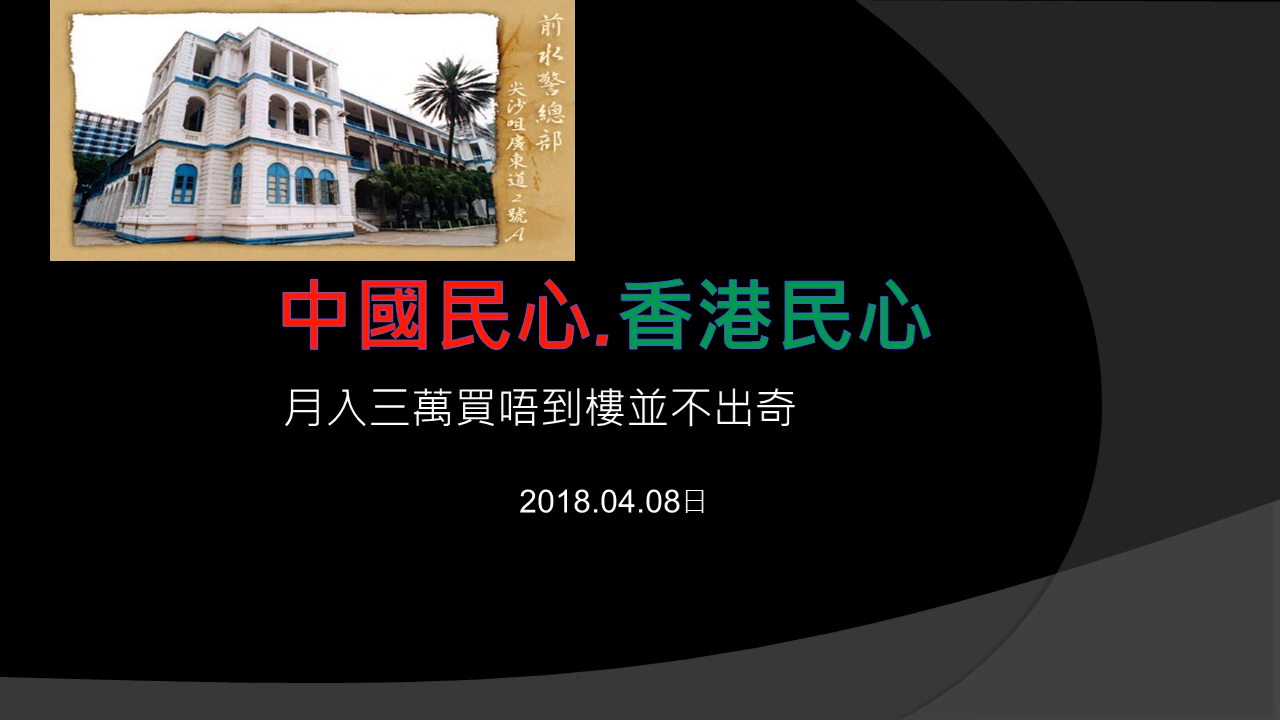 前水警總部
尖沙咀廣東道2號A
中國民心.香港民心
月入三萬買唔到樓並不出奇
2018.04.08日